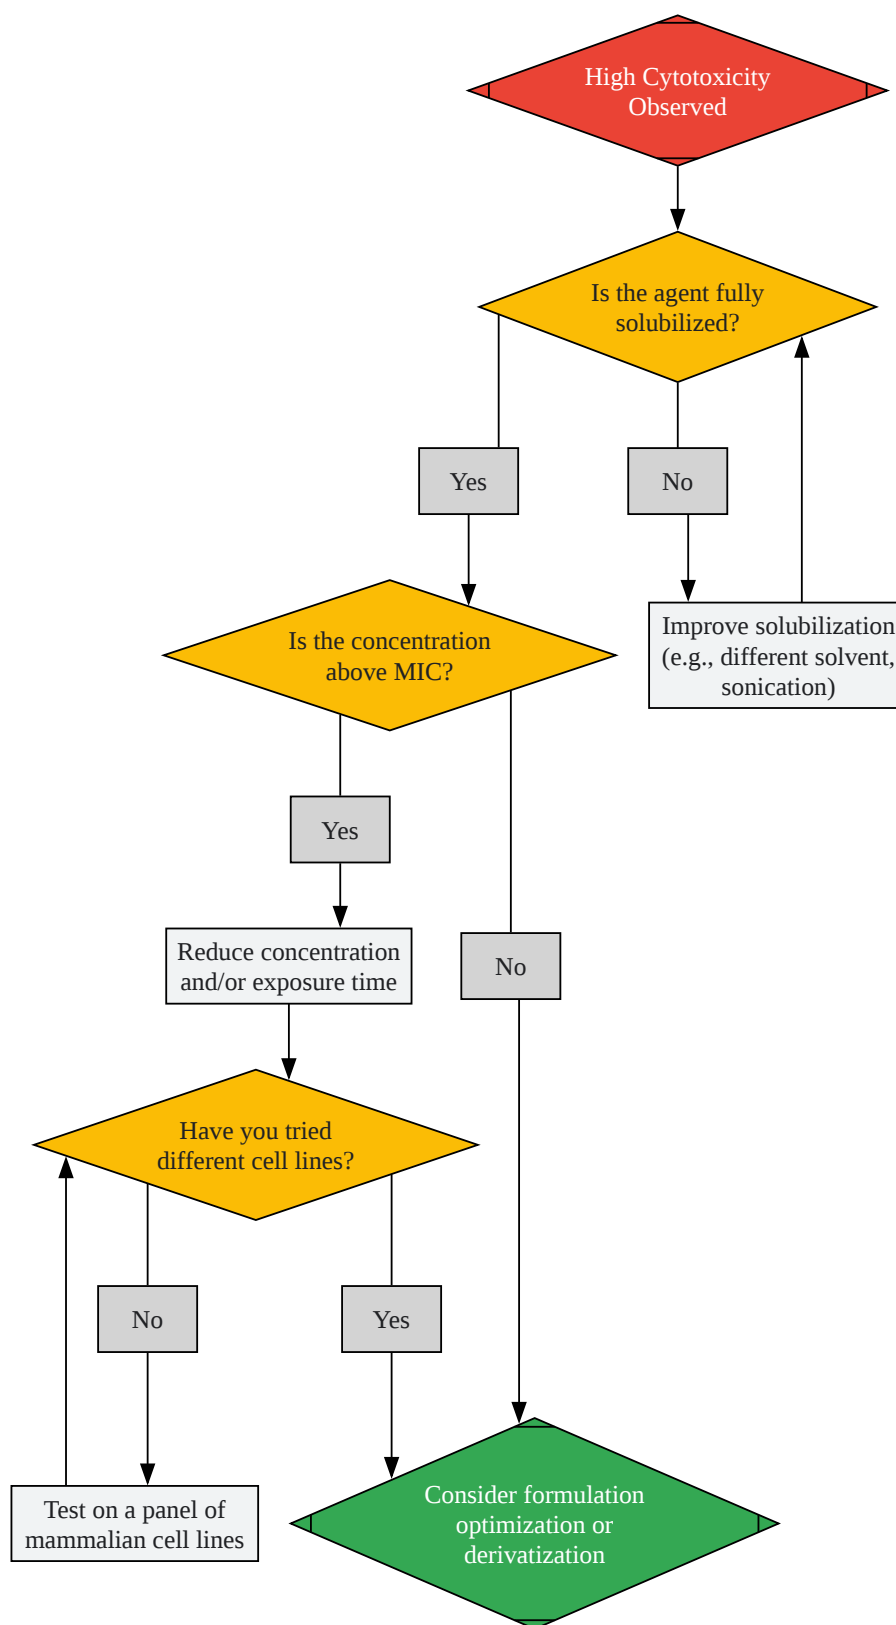 High Cytotoxicity
Observed
Is the agent fully
solubilized?
Yes
No
Improve solubilization
(e.g., different solvent,
sonication)
Is the concentration
above MIC?
Yes
No
Reduce concentration
and/or exposure time
Have you tried
different cell lines?
No
Yes
Test on a panel of
mammalian cell lines
Consider formulation
optimization or
derivatization